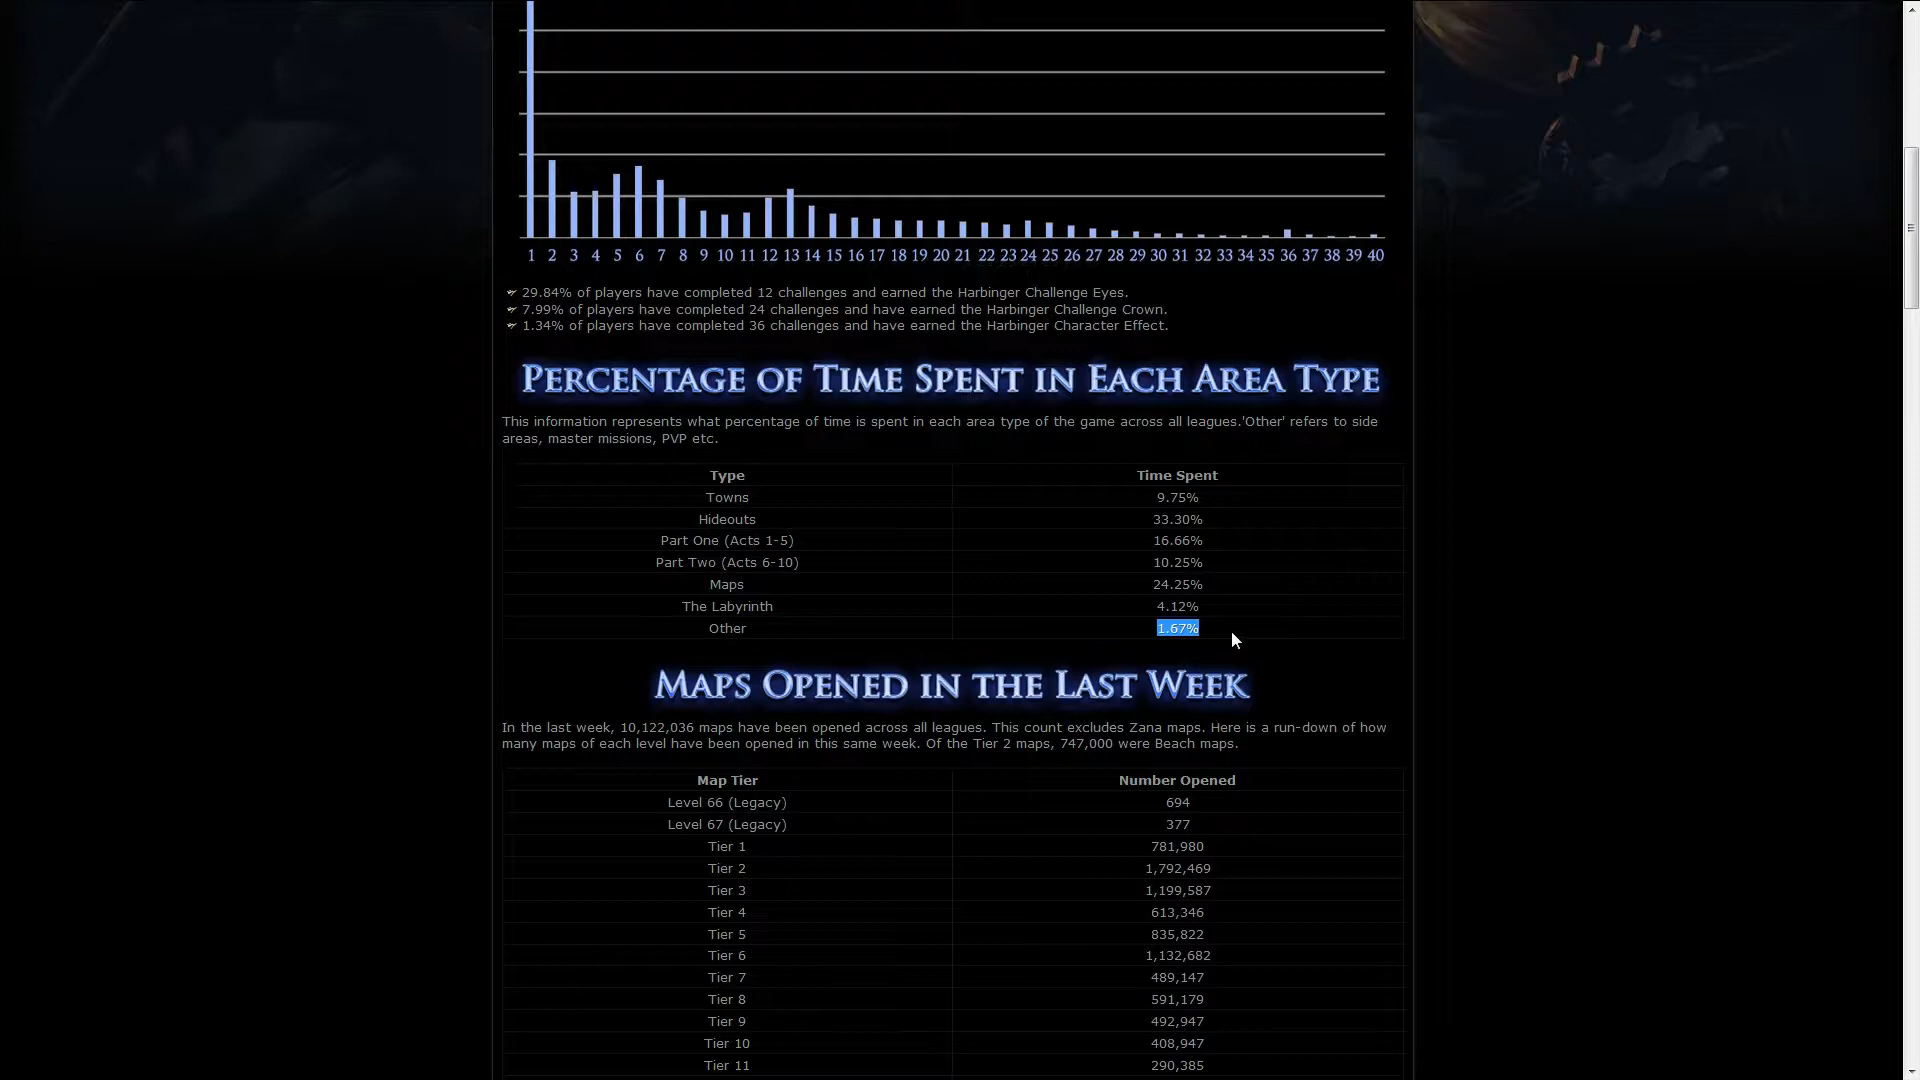 1 2 3 4 5 6 7 8 9 10 11 12 13 14 15 16 17 18 19 20 21 22 23 24 25 26 27 28 29 30 31 32 33 34 35 36 37 38 39 40
29.84% of players have completed 12 challenges and earned the Harbinger Challenge Eyes.
7.99% of players have completed 24 challenges and have earned the Harbinger Challenge Crown.
1.34% of players have completed 36 challenges and have earned the Harbinger Character Effect.
Percentage of Time Spent in Each Area Type
This information represents what percentage of time is spent in each area type of the game across all leagues.'Other' refers to side
areas, master missions, PVP etc.
Type Time Spent
Towns 9.75%
Hideouts 33.30%
Part One (Acts 1-5) 16.66%
Part Two (Acts 6-10) 10.25%
Maps 24.25%
The Labyrinth 4.12%
Other 1.67%
Maps Opened in the Last Week
In the last week, 10,122,036 maps have been opened across all leagues. This count excludes Zana maps. Here is a run-down of how
many maps of each level have been opened in this same week. Of the Tier 2 maps, 747,000 were Beach maps.
Map Tier Number Opened
Level 66 (Legacy) 694
Level 67 (Legacy) 377
Tier 1 781,980
Tier 2 1,792,469
Tier 3 1,199,587
Tier 4 613,346
Tier 5 835,822
Tier 6 1,132,682
Tier 7 489,147
Tier 8 591,179
Tier 9 492,947
Tier 10 408,947
Tier 11 290,385